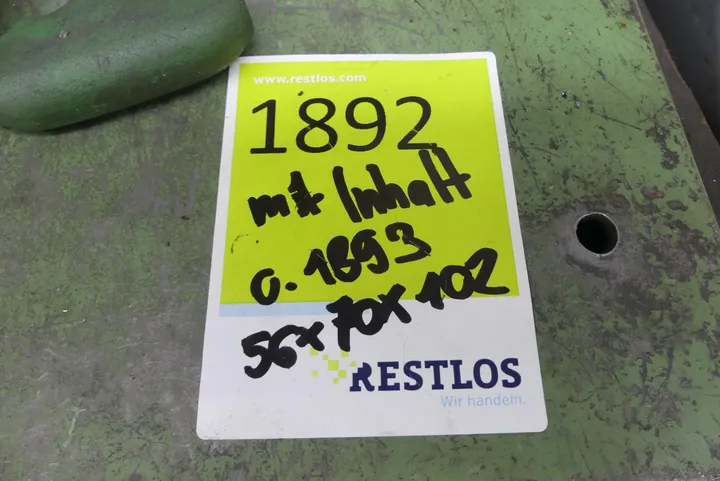 www.restlos.com
1892
mit Inhalt
o. 1893
56x70x102
RESTLOS
Wir handeln.